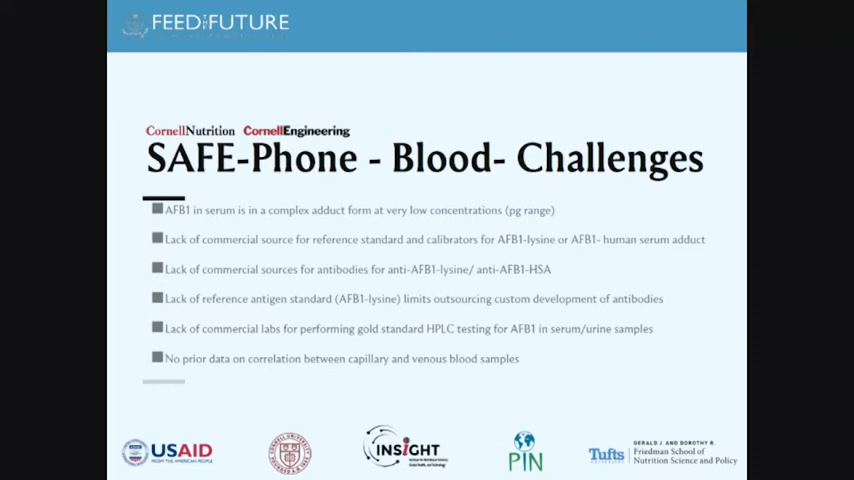 FEED THE FUTURE
CornellNutrition CornellEngineering
SAFE-Phone - Blood- Challenges
AFB1 in serum is in a complex adduct form at very low concentrations (pg range)
Lack of commercial source for reference standard and calibrators for AFB1-lysine or AFB1- human serum adduct
Lack of commercial sources for antibodies for anti-AFB1-lysine/ anti-AFB1-HSA
Lack of reference antigen standard (AFB1-lysine) limits outsourcing custom development of antibodies
Lack of commercial labs for performing gold standard HPLC testing for AFB1 in serum/urine samples
No prior data on correlation between capillary and venous blood samples
USAID
FROM THE AMERICAN PEOPLE
INSiGHT
PIN
Tufts
UNIVERSITY
GERALD J. AND DOROTHY R.
Friedman School of
Nutrition Science and Policy